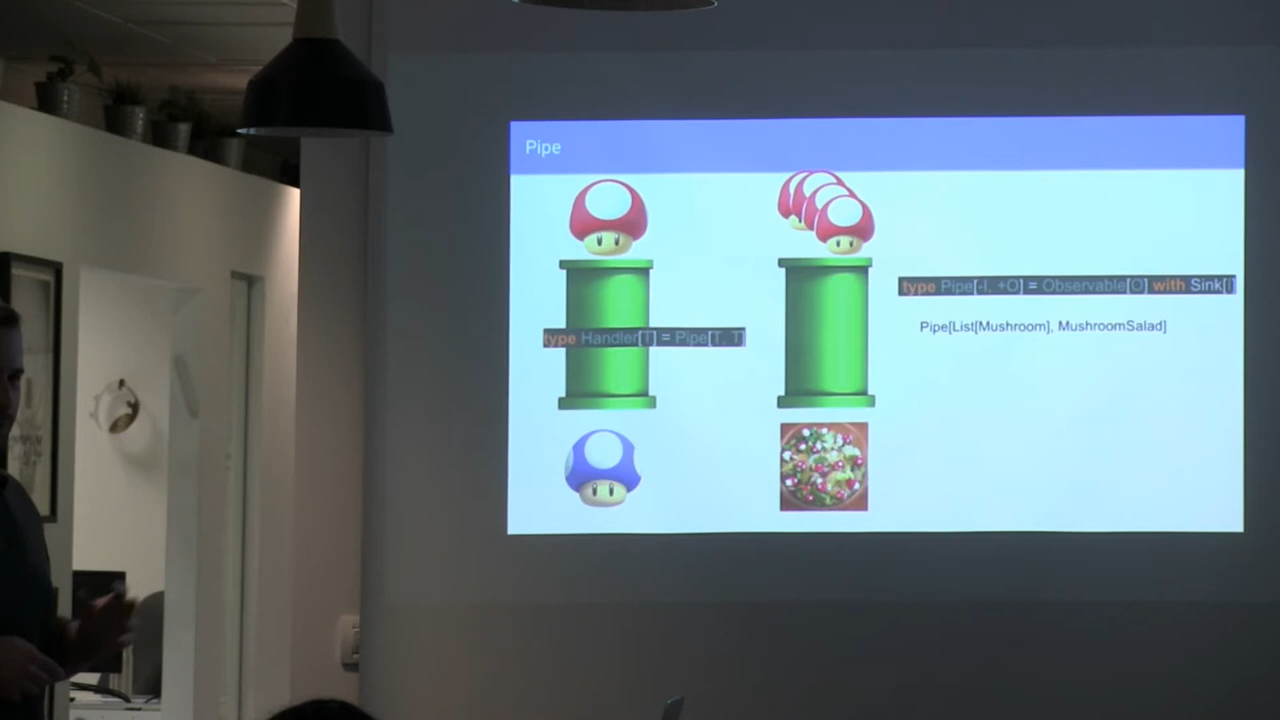 Pipe
type Handler[T] = Pipe[T, T]
type Pipe[-I, +O] = Observable[O] with Sink[I]
Pipe[List[Mushroom], MushroomSalad]